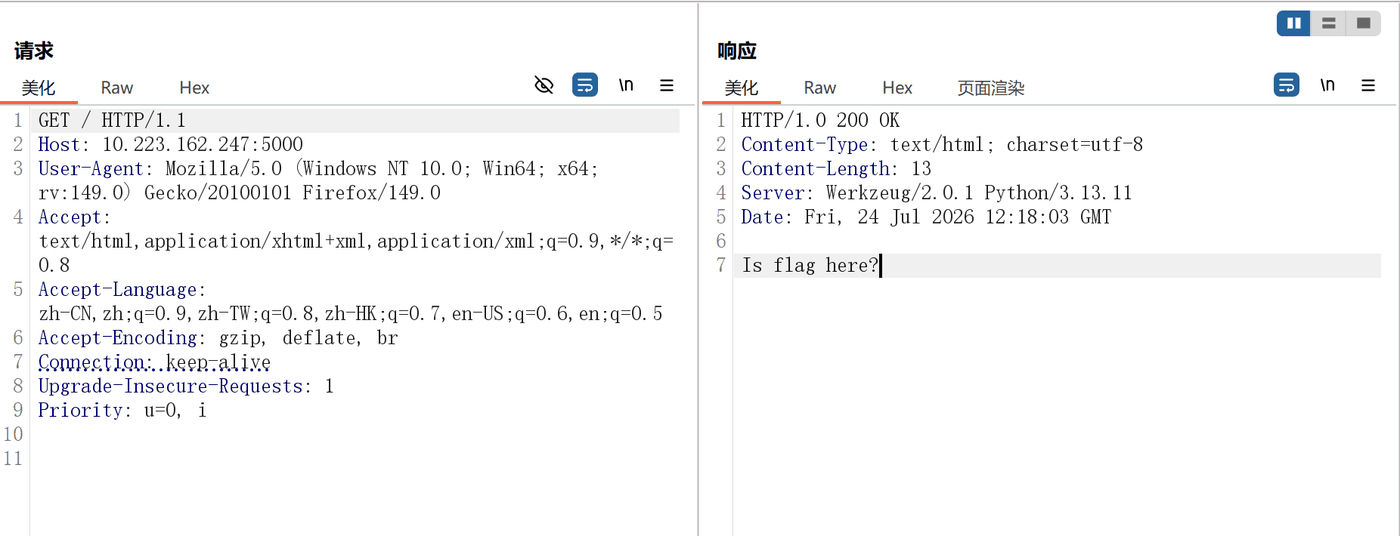 请求
美化 Raw Hex \n
1 GET / HTTP/1.1
2 Host: 10.223.162.247:5000
3 User-Agent: Mozilla/5.0 (Windows NT 10.0; Win64; x64;
rv:149.0) Gecko/20100101 Firefox/149.0
4 Accept:
text/html,application/xhtml+xml,application/xml;q=0.9,*/*;q=
0.8
5 Accept-Language:
zh-CN,zh;q=0.9,zh-TW;q=0.8,zh-HK;q=0.7,en-US;q=0.6,en;q=0.5
6 Accept-Encoding: gzip, deflate, br
7 Connection: keep-alive
8 Upgrade-Insecure-Requests: 1
9 Priority: u=0, i
10
11
响应
美化 Raw Hex 页面渲染 \n
1 HTTP/1.0 200 OK
2 Content-Type: text/html; charset=utf-8
3 Content-Length: 13
4 Server: Werkzeug/2.0.1 Python/3.13.11
5 Date: Fri, 24 Jul 2026 12:18:03 GMT
6
7 Is flag here?